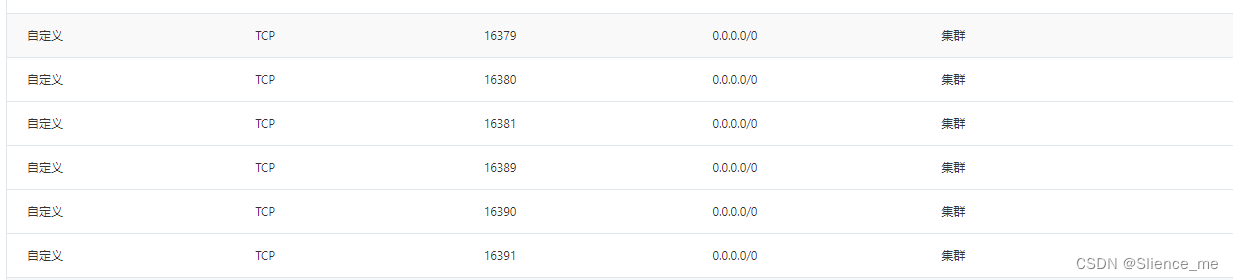 自定义 TCP 16379 0.0.0.0/0 集群
自定义 TCP 16380 0.0.0.0/0 集群
自定义 TCP 16381 0.0.0.0/0 集群
自定义 TCP 16389 0.0.0.0/0 集群
自定义 TCP 16390 0.0.0.0/0 集群
自定义 TCP 16391 0.0.0.0/0 集群
CSDN @Slience_me